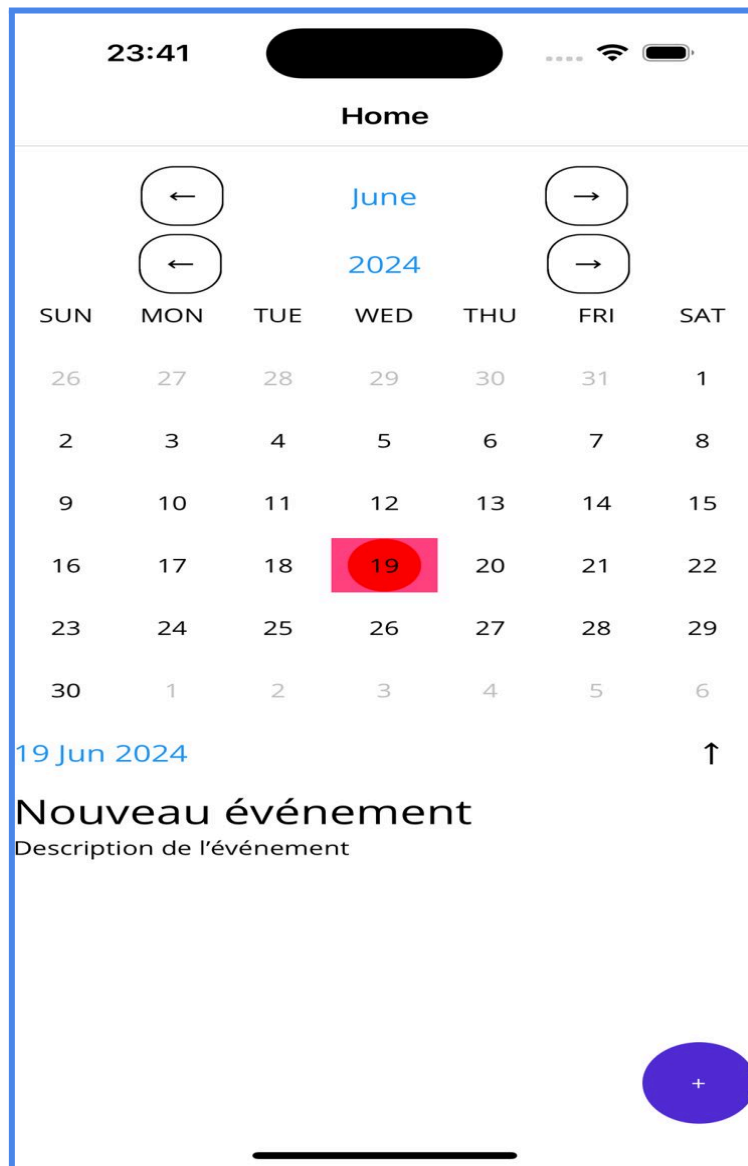 23:41
Home
← June →
← 2024 →
SUN MON TUE WED THU FRI SAT
26 27 28 29 30 31 1
2 3 4 5 6 7 8
9 10 11 12 13 14 15
16 17 18 19 20 21 22
23 24 25 26 27 28 29
30 1 2 3 4 5 6
19 Jun 2024 ↑
Nouveau événement
Description de l’événement
+